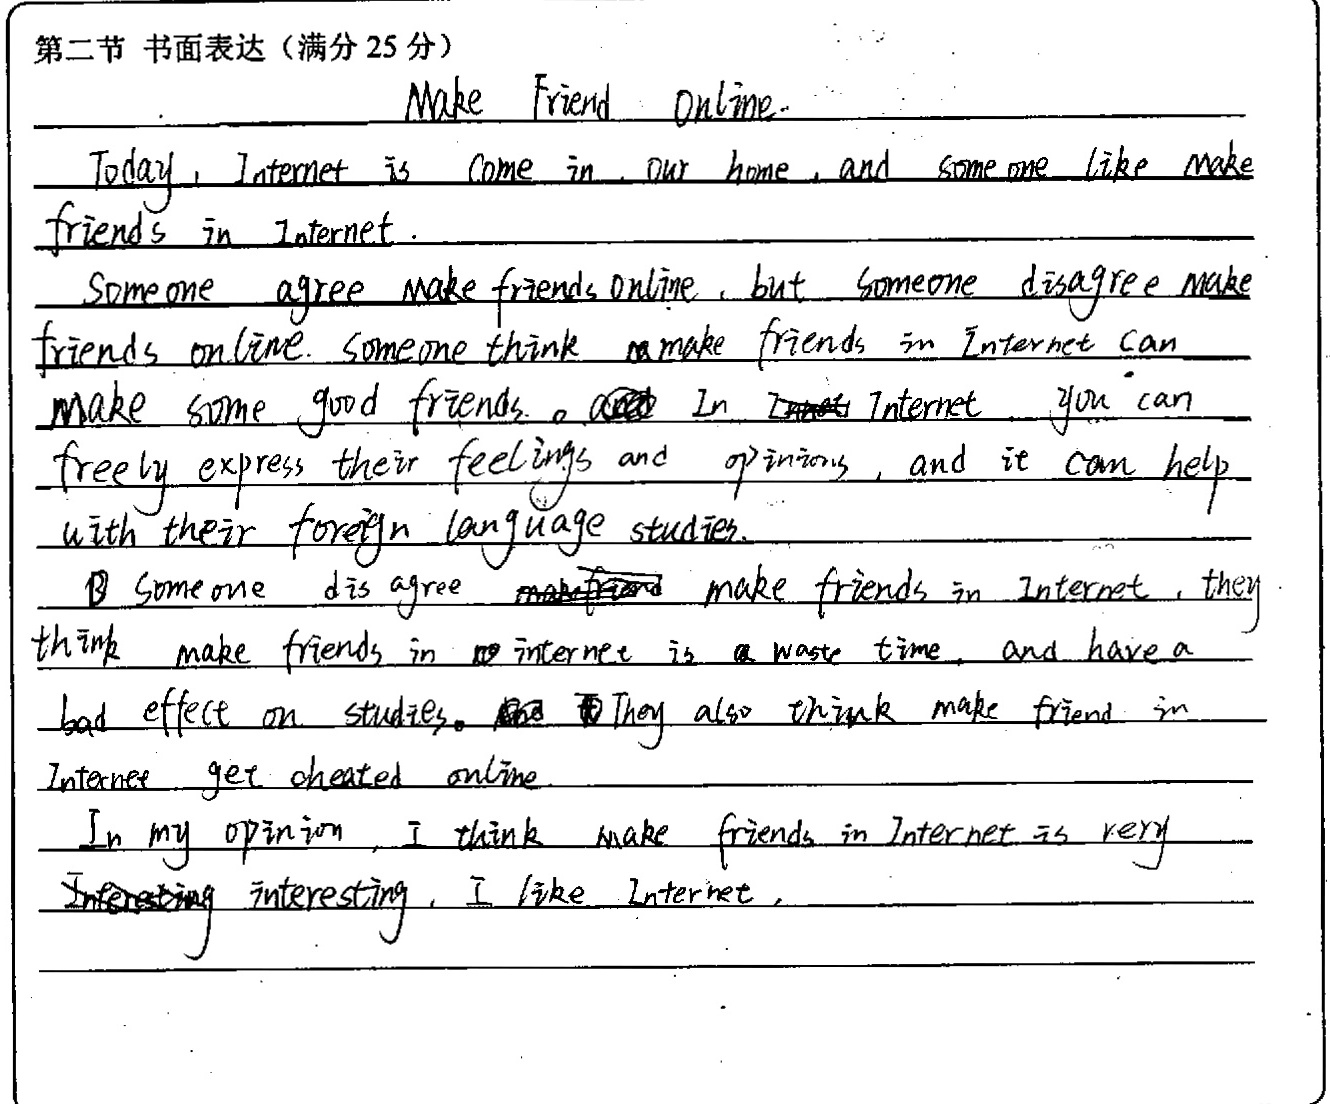 第二节 书面表达（满分 25 分）
Make Friend Online.
Today, Internet is come in our home, and someone like make
friends in Internet.
Someone agree make friends online, but someone disagree make
friends online. Someone think make friends in Internet can
make some good friends. In Internet you can
freely express their feelings and opinions, and it can help
with their foreign language studies.
Someone disagree make friends in Internet, they
think make friends in internet is a waste time, and have a
bad effect on studies. They also think make friend in
Internet get cheated online
In my opinion, I think make friends in Internet is very
interesting, I like Internet.